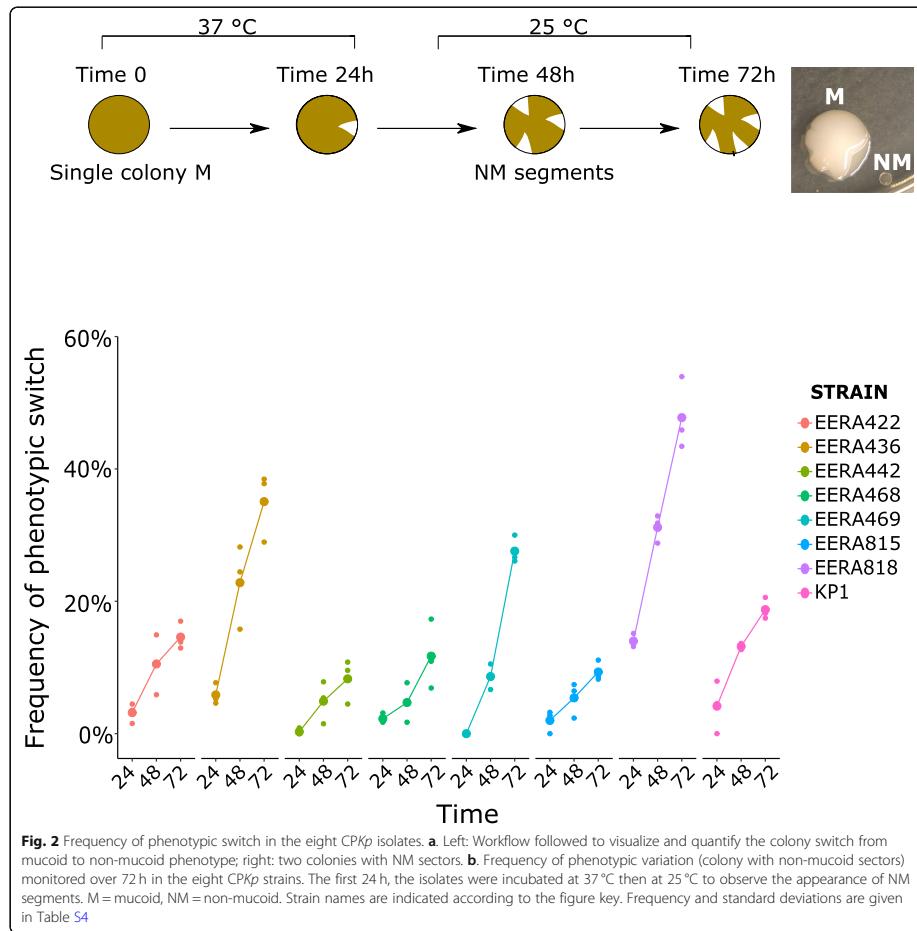 37 °C
25 °C
Time 0
Time 24h
Time 48h
Time 72h
Single colony M
NM segments
M
NM
Frequency of phenotypic switch
60%
40%
20%
0%
24 48 72 24 48 72 24 48 72 24 48 72 24 48 72 24 48 72 24 48 72 24 48 72
Time
STRAIN
EERA422
EERA436
EERA442
EERA468
EERA469
EERA815
EERA818
KP1
Fig. 2 Frequency of phenotypic switch in the eight CPKp isolates. a. Left: Workflow followed to visualize and quantify the colony switch from
mucoid to non-mucoid phenotype; right: two colonies with NM sectors. b. Frequency of phenotypic variation (colony with non-mucoid sectors)
monitored over 72 h in the eight CPKp strains. The first 24 h, the isolates were incubated at 37 °C then at 25 °C to observe the appearance of NM
segments. M = mucoid, NM = non-mucoid. Strain names are indicated according to the figure key. Frequency and standard deviations are given
in Table S4